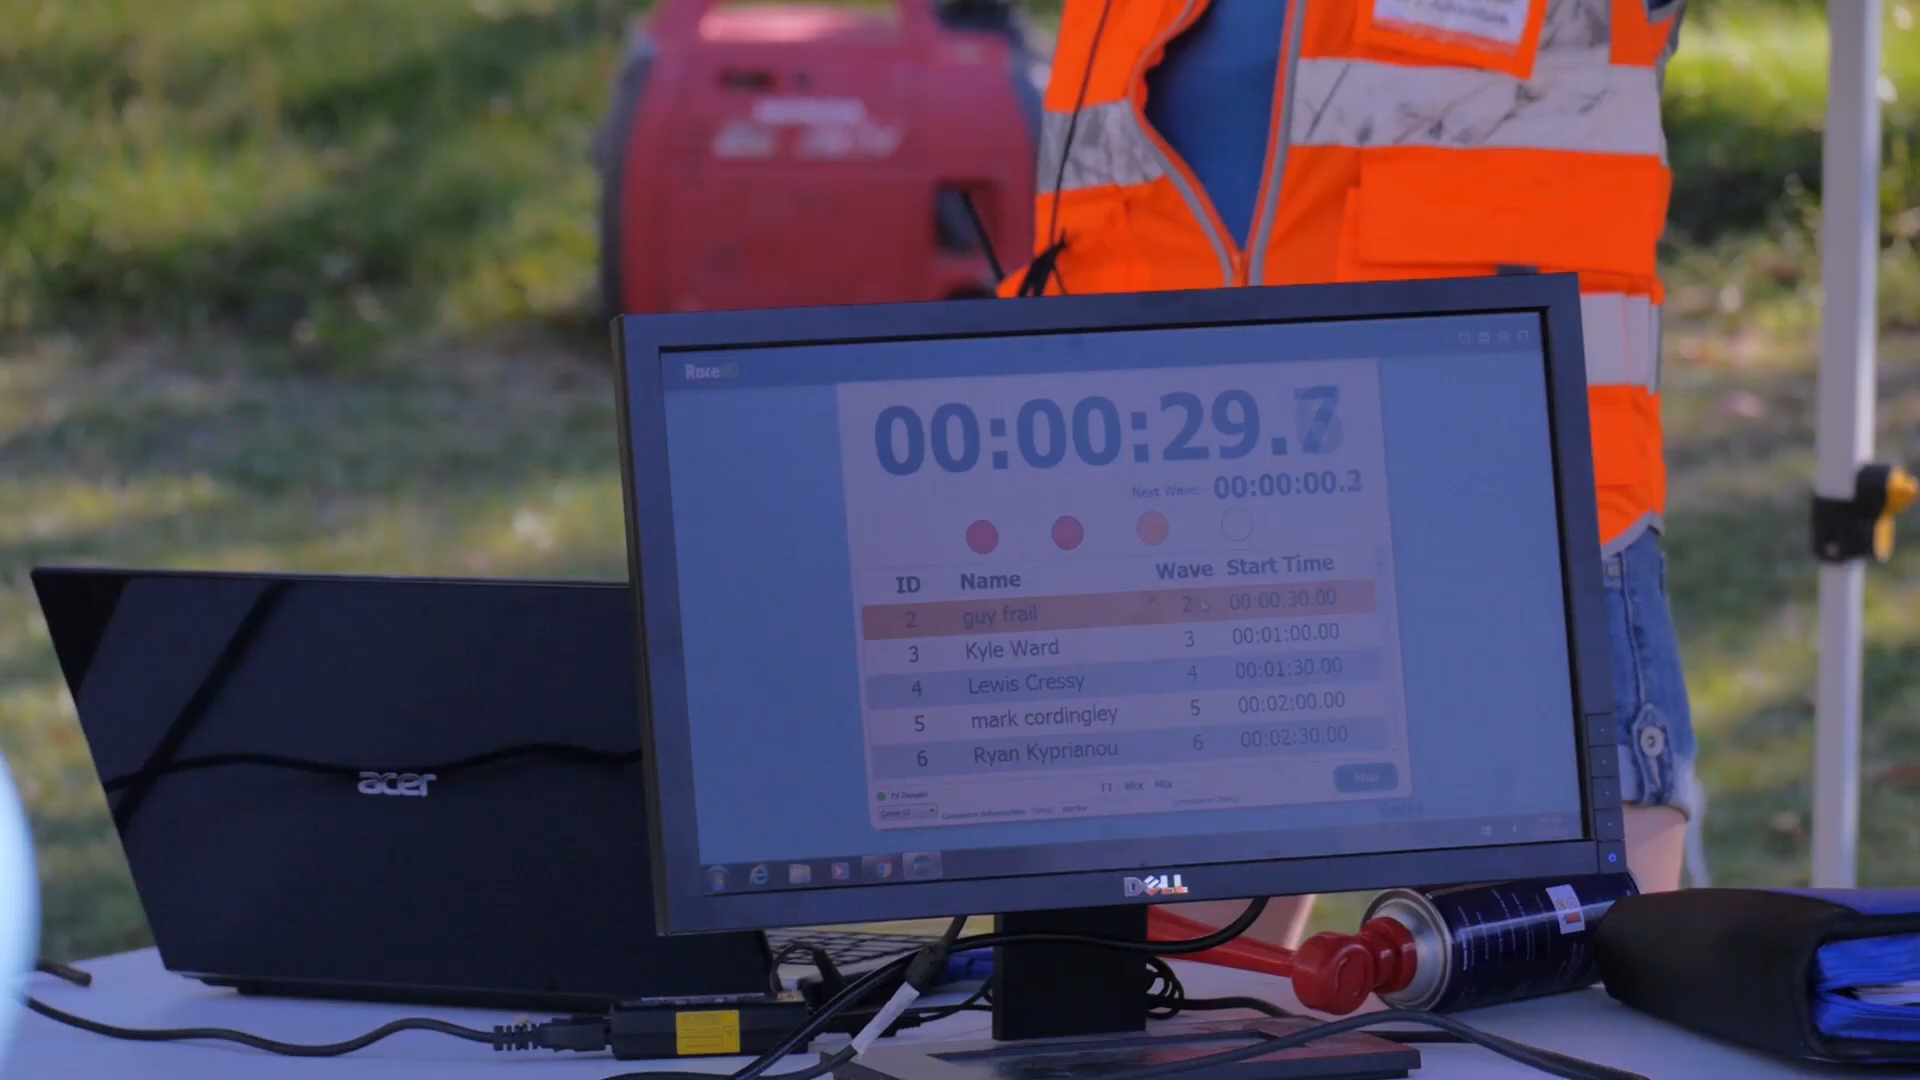 Race
00:00:29.7
Next Wave: 00:00:00.2
ID Name Wave Start Time
2 guy frail 2 00:00:30.00
3 Kyle Ward 3 00:01:00.00
4 Lewis Cressy 4 00:01:30.00
5 mark cordingley 5 00:02:00.00
6 Ryan Kyprianou 6 00:02:30.00
acer
DELL